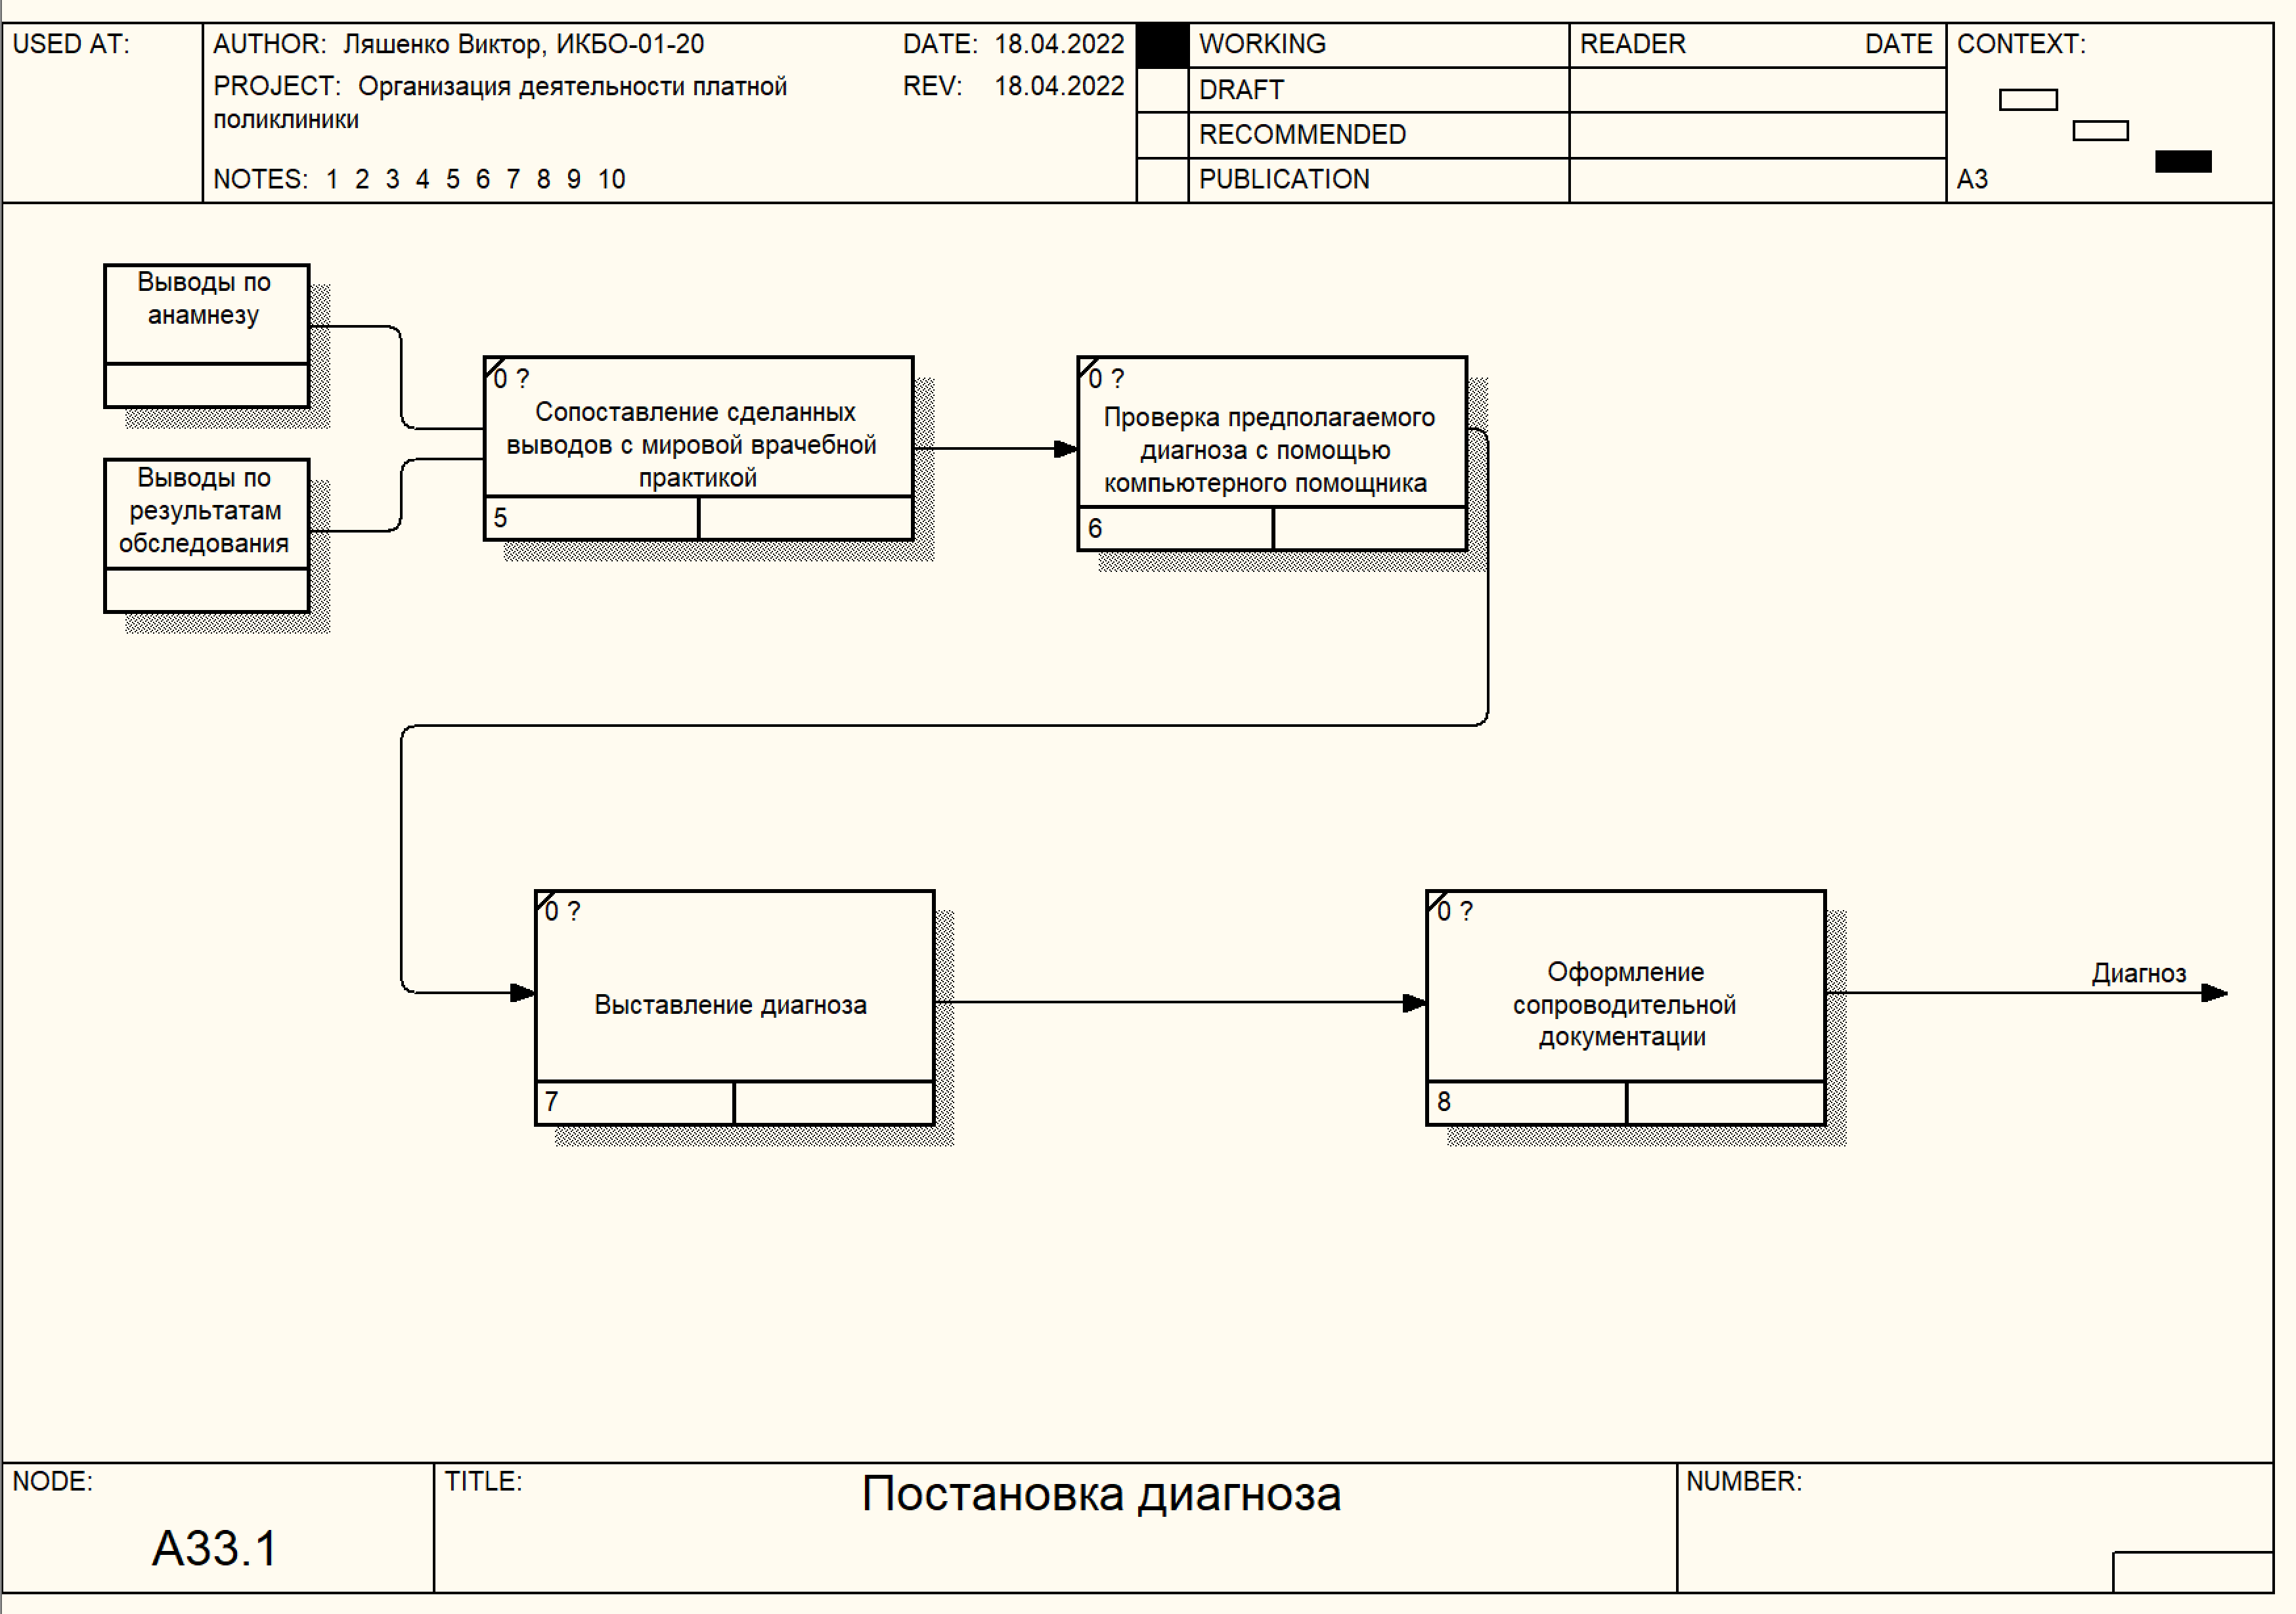 USED AT:
AUTHOR: Ляшенко Виктор, ИКБО-01-20
DATE: 18.04.2022
PROJECT: Организация деятельности платной
поликлиники
REV: 18.04.2022
NOTES: 1 2 3 4 5 6 7 8 9 10
WORKING
DRAFT
RECOMMENDED
PUBLICATION
READER DATE
CONTEXT:
A3
Выводы по
анамнезу
Выводы по
результатам
обследования
0 ?
Сопоставление сделанных
выводов с мировой врачебной
практикой
5
0 ?
Проверка предполагаемого
диагноза с помощью
компьютерного помощника
6
0 ?
Выставление диагноза
7
0 ?
Оформление
сопроводительной
документации
8
Диагноз
NODE:
A33.1
TITLE:
Постановка диагноза
NUMBER: